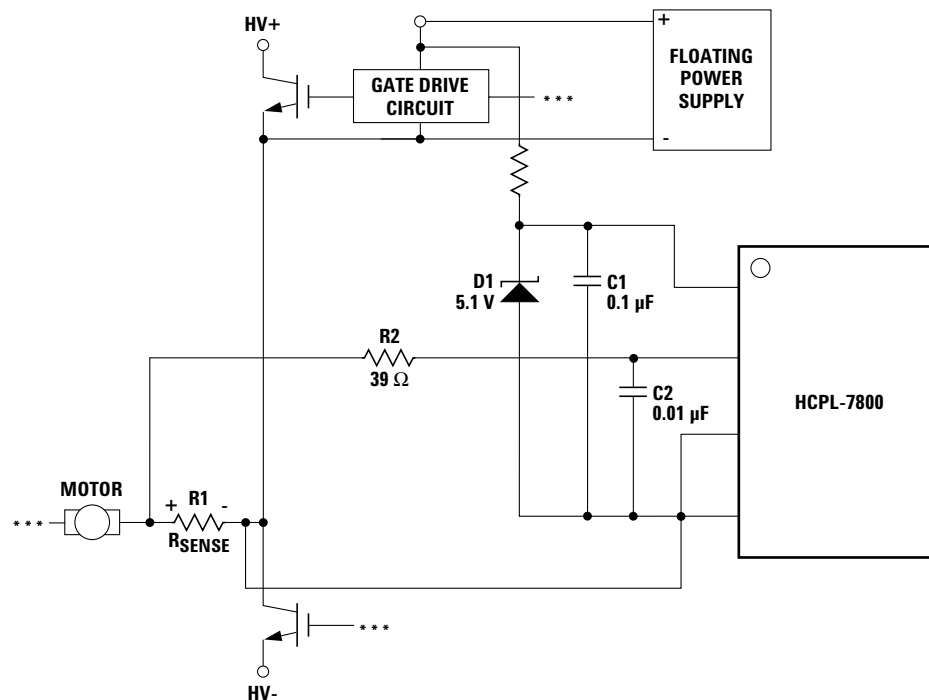 HV+
+
FLOATING
POWER
SUPPLY
-
GATE DRIVE
CIRCUIT
***
D1
5.1 V
C1
0.1 µF
R2
39 Ω
C2
0.01 µF
HCPL-7800
MOTOR
***
+ R1 -
RSENSE
***
HV-